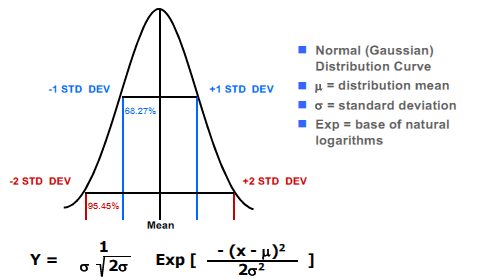 -1 STD DEV
+1 STD DEV
68.27%
-2 STD DEV
+2 STD DEV
95.45%
Mean
■ Normal (Gaussian)
Distribution Curve
■ μ = distribution mean
■ σ = standard deviation
■ Exp = base of natural
logarithms
Y = 1 / σ √2σ Exp [ - (x - μ)² / 2σ² ]